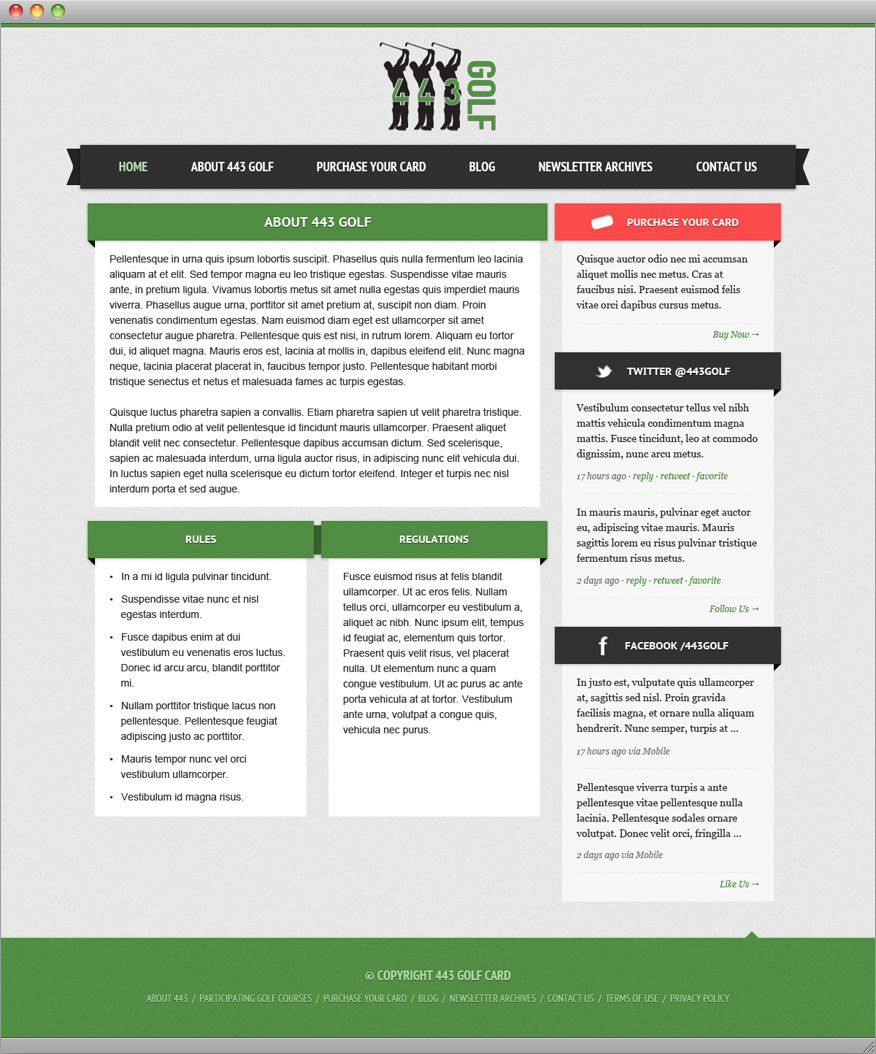 443
GOLF
HOME
ABOUT 443 GOLF
PURCHASE YOUR CARD
BLOG
NEWSLETTER ARCHIVES
CONTACT US
ABOUT 443 GOLF
Pellentesque in urna quis ipsum lobortis suscipit. Phasellus quis nulla fermentum leo lacinia
aliquam at et elit. Sed tempor magna eu leo tristique egestas. Suspendisse vitae mauris
ante, in pretium ligula. Vivamus lobortis metus sit amet nulla egestas quis imperdiet mauris
viverra. Phasellus augue urna, porttitor sit amet pretium at, suscipit non diam. Proin
venenatis condimentum egestas. Nam euismod diam eget est ullamcorper sit amet
consectetur augue pharetra. Pellentesque quis est nisi, in rutrum lorem. Aliquam eu tortor
dui, id aliquet magna. Mauris eros est, lacinia at mollis in, dapibus eleifend elit. Nunc magna
neque, lacinia placerat placerat in, faucibus tempor justo. Pellentesque habitant morbi
tristique senectus et netus et malesuada fames ac turpis egestas.
Quisque luctus pharetra sapien a convallis. Etiam pharetra sapien ut velit pharetra tristique.
Nulla pretium odio at velit pellentesque id tincidunt mauris ullamcorper. Praesent aliquet
blandit velit nec consectetur. Pellentesque dapibus accumsan dictum. Sed scelerisque,
sapien ac malesuada interdum, urna ligula auctor risus, in adipiscing nunc elit vehicula dui.
In luctus sapien eget nulla scelerisque eu dictum tortor eleifend. Integer et turpis nec nisl
interdum porta et sed augue.
RULES
• In a mi id ligula pulvinar tincidunt.
• Suspendisse vitae nunc et nisl
egestas interdum.
• Fusce dapibus enim at dui
vestibulum eu venenatis eros luctus.
Donec id arcu arcu, blandit porttitor
mi.
• Nullam porttitor tristique lacus non
pellentesque. Pellentesque feugiat
adipiscing justo ac porttitor.
• Mauris tempor nunc vel orci
vestibulum ullamcorper.
• Vestibulum id magna risus.
REGULATIONS
Fusce euismod risus at felis blandit
ullamcorper. Ut ac eros felis. Nullam
tellus orci, ullamcorper eu vestibulum a,
aliquet ac nibh. Nunc ipsum elit, tempus
id feugiat ac, elementum quis tortor.
Praesent quis velit risus, vel placerat
nulla. Ut elementum nunc a quam
congue vestibulum. Ut ac purus ac ante
porta vehicula at at tortor. Vestibulum
ante urna, volutpat a congue quis,
vehicula nec purus.
PURCHASE YOUR CARD
Quisque auctor odio nec mi accumsan
aliquet mollis nec metus. Cras at
faucibus nisi. Praesent euismod felis
vitae orci dapibus cursus metus.
Buy Now →
TWITTER @443GOLF
Vestibulum consectetur tellus vel nibh
mattis vehicula condimentum magna
mattis. Fusce tincidunt, leo at commodo
dignissim, nunc arcu metus.
17 hours ago · reply · retweet · favorite
In mauris mauris, pulvinar eget auctor
eu, adipiscing vitae mauris. Mauris
sagittis lorem eu risus pulvinar tristique
fermentum risus metus.
2 days ago · reply · retweet · favorite
Follow Us →
FACEBOOK /443GOLF
In justo est, vulputate quis ullamcorper
at, sagittis sed nisl. Proin gravida
facilisis magna, et ornare nulla aliquam
hendrerit. Nunc semper, turpis at ...
17 hours ago via Mobile
Pellentesque viverra turpis a ante
pellentesque vitae pellentesque nulla
lacinia. Pellentesque sodales ornare
volutpat. Donec velit orci, fringilla ...
2 days ago via Mobile
Like Us →
© COPYRIGHT 443 GOLF CARD
ABOUT 443 / PARTICIPATING GOLF COURSES / PURCHASE YOUR CARD / BLOG / NEWSLETTER ARCHIVES / CONTACT US / TERMS OF USE / PRIVACY POLICY